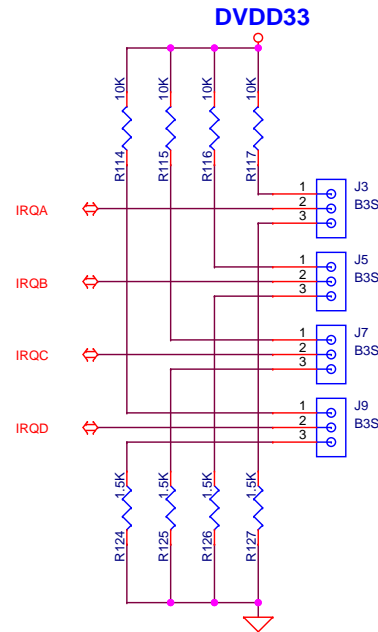 DVDD33
10K
10K
10K
10K
R114
R115
R116
R117
1
2
3
J3
B3S
IRQA
1
2
3
J5
B3S
IRQB
1
2
3
J7
B3S
IRQC
1
2
3
J9
B3S
IRQD
1.5K
1.5K
1.5K
1.5K
R124
R125
R126
R127